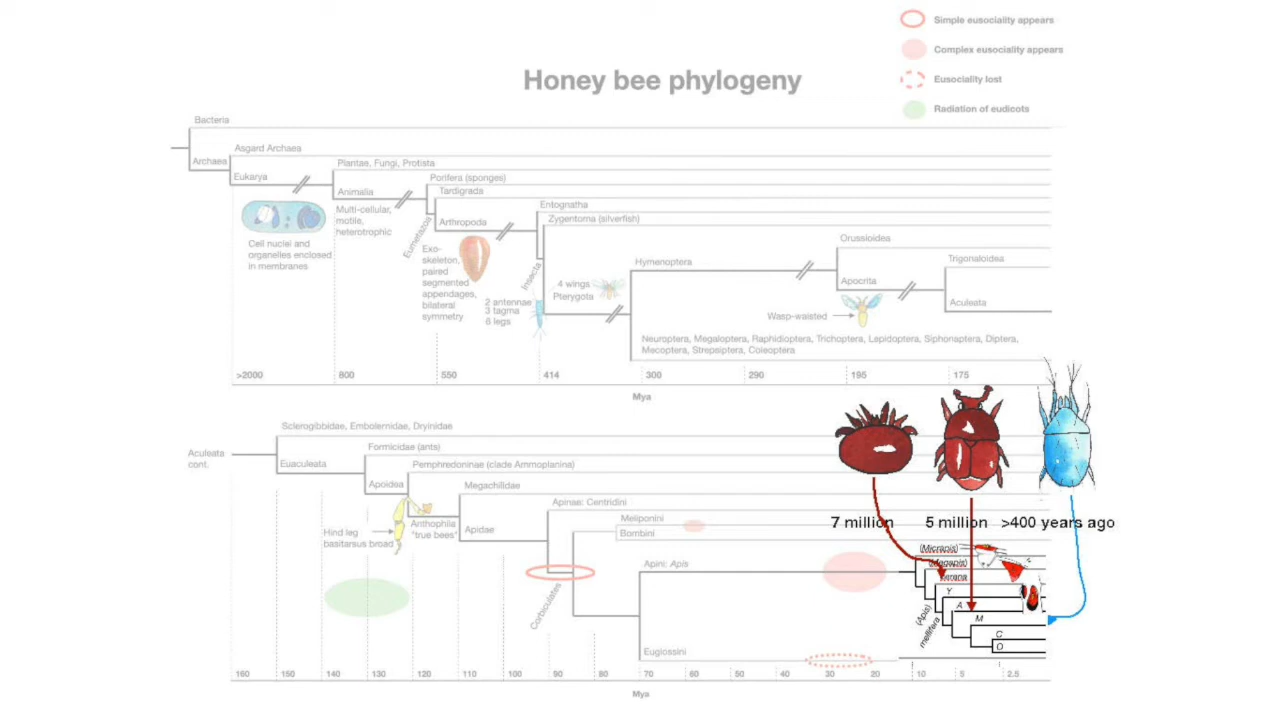 Simple eusociality appears
Complex eusociality appears
Eusociality lost
Radiation of eudicots
Honey bee phylogeny
Bacteria
Asgard Archaea
Archaea
Plantae, Fungi, Protista
Eukarya
Porifera (sponges)
Animalia
Tardigrada
Entognatha
Multi-cellular,
motile,
heterotrophic
Zygentoma (silverfish)
Arthropoda
Eumetazoa
Orussioidea
Cell nuclei and
organelles enclosed
in membranes
Exo-
skeleton,
paired
segmented
appendages,
bilateral
symmetry
Insecta
Hymenoptera
Trigonaloidea
Apocrita
4 wings
Pterygota
2 antennae
3 tagma
6 legs
Aculeata
Wasp-waisted
Neuroptera, Megaloptera, Raphidioptera, Trichoptera, Lepidoptera, Siphonaptera, Diptera,
Mecoptera, Strepsiptera, Coleoptera
>2000 800 550 414 300 290 195 175
Mya
Sclerogibbidae, Embolemidae, Dryinidae
Aculeata
cont.
Formicidae (ants)
Euaculeata
Pemphredoninae (clade Ammoplanina)
Apoidea
Megachilidae
Apinae: Centridini
Anthophila
"true bees"
Apidae
Hind leg
basitarsus broad
Meliponini
Bombini
7 million 5 million >400 years ago
(Micrapis)
(Megapis)
Apini: Apis
Corbiculates
Y
A
M
C
O
(Apis)
mellifera
Euglossini
160 150 140 130 120 110 100 90 80 70 60 50 40 30 20 10 5 2.5
Mya